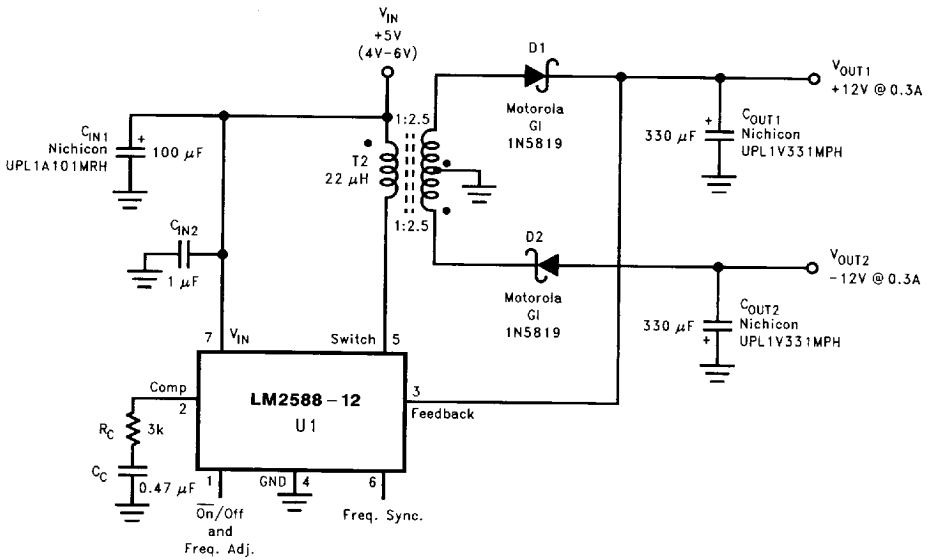 V_IN
+5V
(4V-6V)
C_IN1
Nichicon
UPL1A101MRH
+
100 μF
C_IN2
1 μF
1:2.5
T2
22 μH
1:2.5
D1
Motorola
GI
1N5819
V_OUT1
+12V @ 0.3A
+
330 μF
C_OUT1
Nichicon
UPL1V331MPH
D2
Motorola
GI
1N5819
V_OUT2
-12V @ 0.3A
330 μF
+
C_OUT2
Nichicon
UPL1V331MPH
7
V_IN
Switch
5
Comp
2
LM2588-12
U1
3
Feedback
R_C
3k
C_C
0.47 μF
1
GND
4
6
On/Off
and
Freq. Adj.
Freq. Sync.